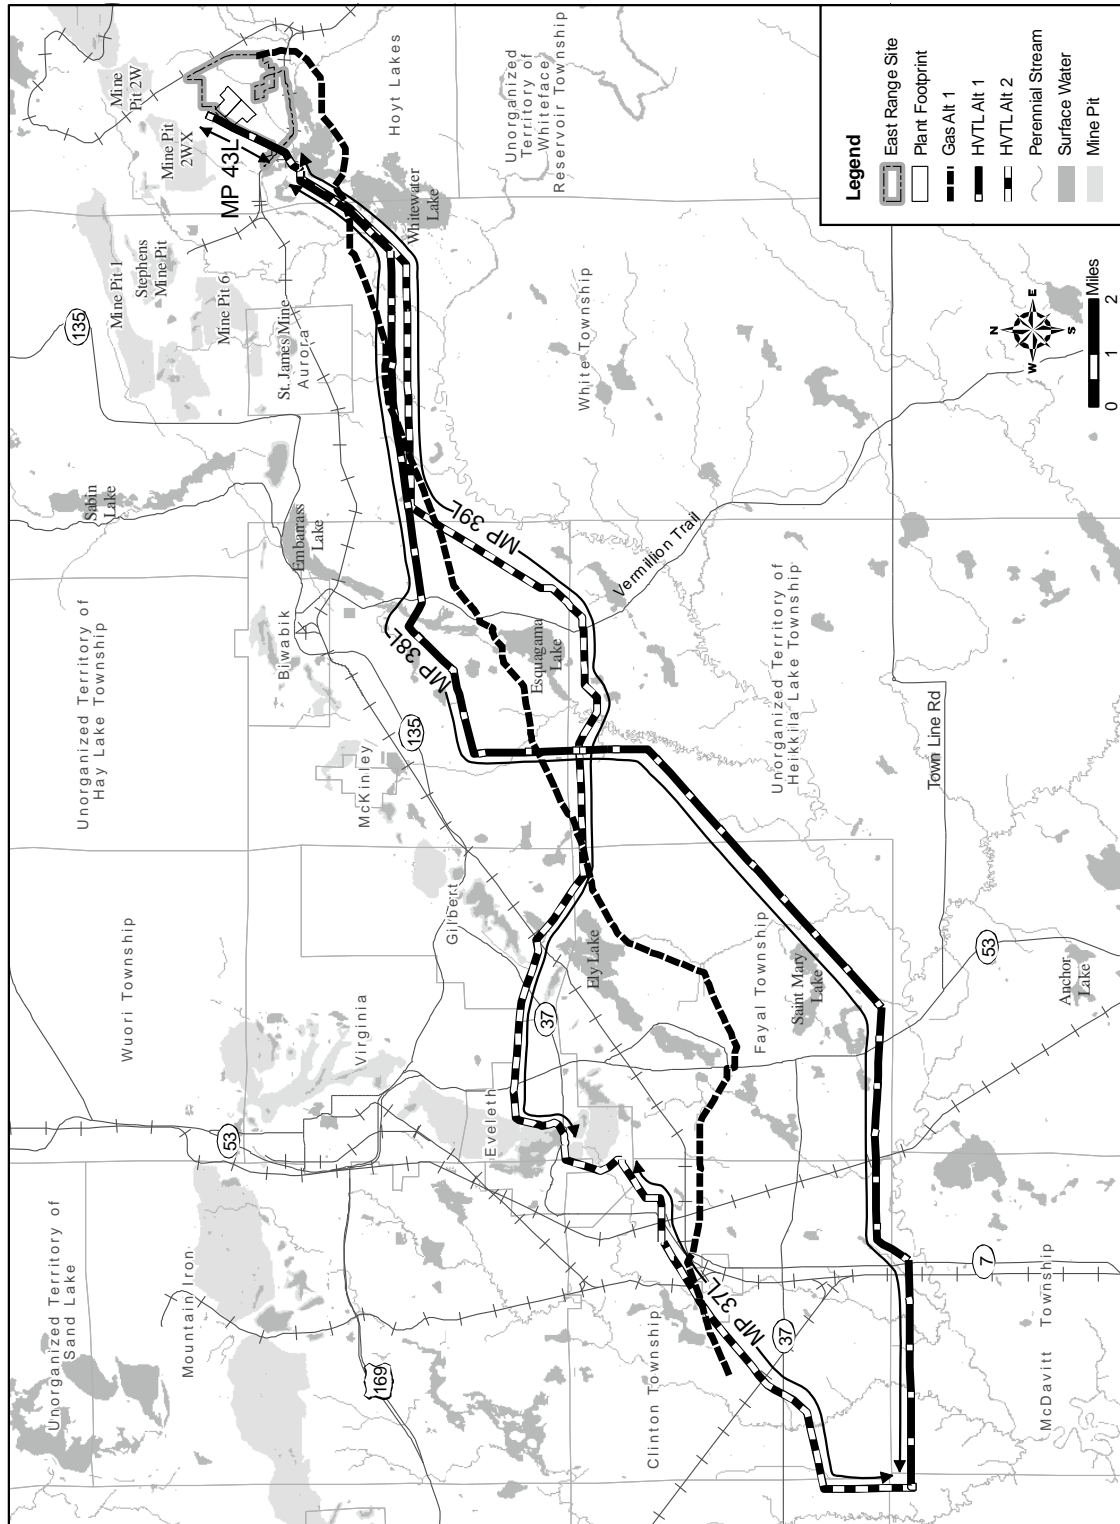 Unorganized Territory of
Sand Lake
Wuori Township
Unorganized Territory of
Hay Lake Township
Sabin
Lake
135
Mine Pit 1
Stephens
Mine Pit
Mine Pit 6
Mine Pit
2WX
Mine
Pit 2W
MP 43L
Mountain Iron
53
Virginia
Gilbert
McKinley
Biwabik
Embarrass
Lake
St. James Mine
Aurora
Whitewater
Lake
Hoyt Lakes
169
135
MP 38L
MP 39L
Eveleth
37
Ely Lake
Esquagama
Lake
Vermillion Trail
White Township
Unorganized
Territory of
Whiteface
Reservoir Township
Clinton Township
MP 37L
37
Fayal Township
Saint Mary
Lake
Unorganized Territory of
Heikkila Lake Township
Town Line Rd
53
Anchor
Lake
7
McDavitt Township
N
E
S
W
0 1 2
Miles
Legend
East Range Site
Plant Footprint
Gas Alt 1
HVTL Alt 1
HVTL Alt 2
Perennial Stream
Surface Water
Mine Pit